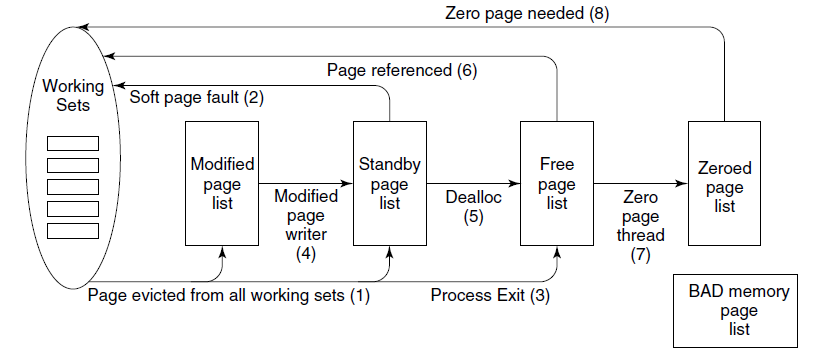 Zero page needed (8)
Page referenced (6)
Working
Sets
Soft page fault (2)
Modified
page
list
Modified
page
writer
(4)
Standby
page
list
Dealloc
(5)
Free
page
list
Zero
page
thread
(7)
Zeroed
page
list
Page evicted from all working sets (1)
Process Exit (3)
BAD memory
page
list